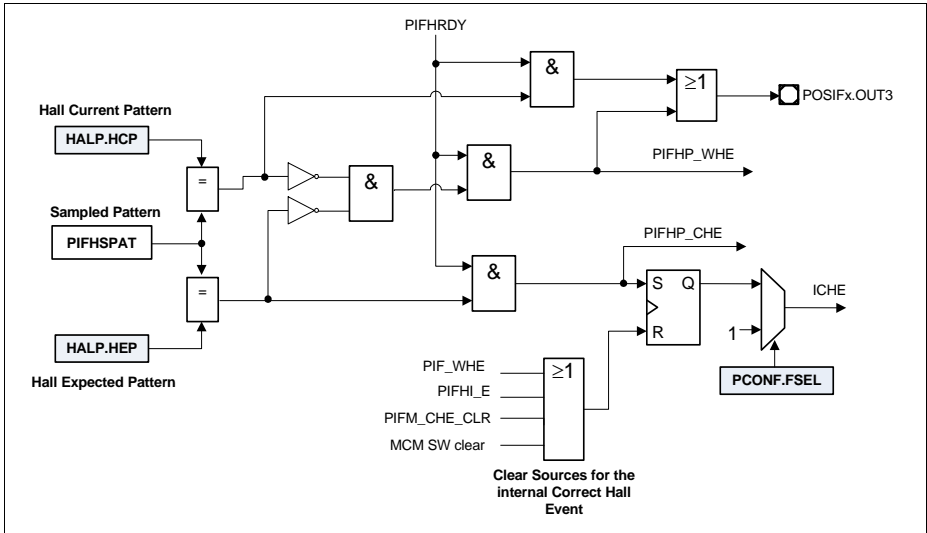 PIFHRDY
&
≥1
POSIFx.OUT3
Hall Current Pattern
HALP.HCP
=
&
&
PIFHP_WHE
Sampled Pattern
PIFHSPAT
PIFHP_CHE
&
=
S Q
R
ICHE
1
HALP.HEP
Hall Expected Pattern
PCONF.FSEL
PIF_WHE
PIFHI_E
PIFM_CHE_CLR
MCM SW clear
≥1
Clear Sources for the
internal Correct Hall
Event